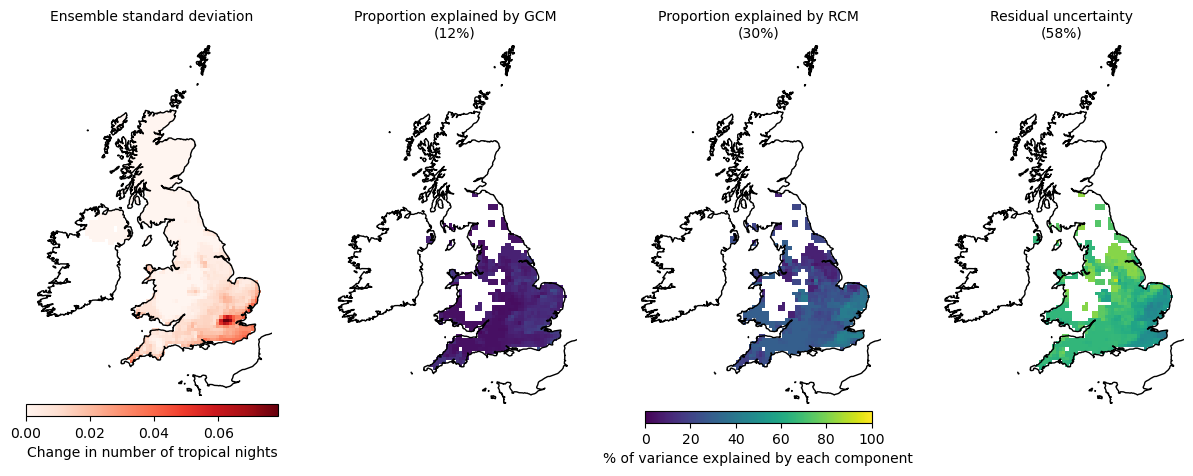 Ensemble standard deviation
Proportion explained by GCM
(12%)
Proportion explained by RCM
(30%)
Residual uncertainty
(58%)
0.00 0.02 0.04 0.06
Change in number of tropical nights
0 20 40 60 80 100
% of variance explained by each component